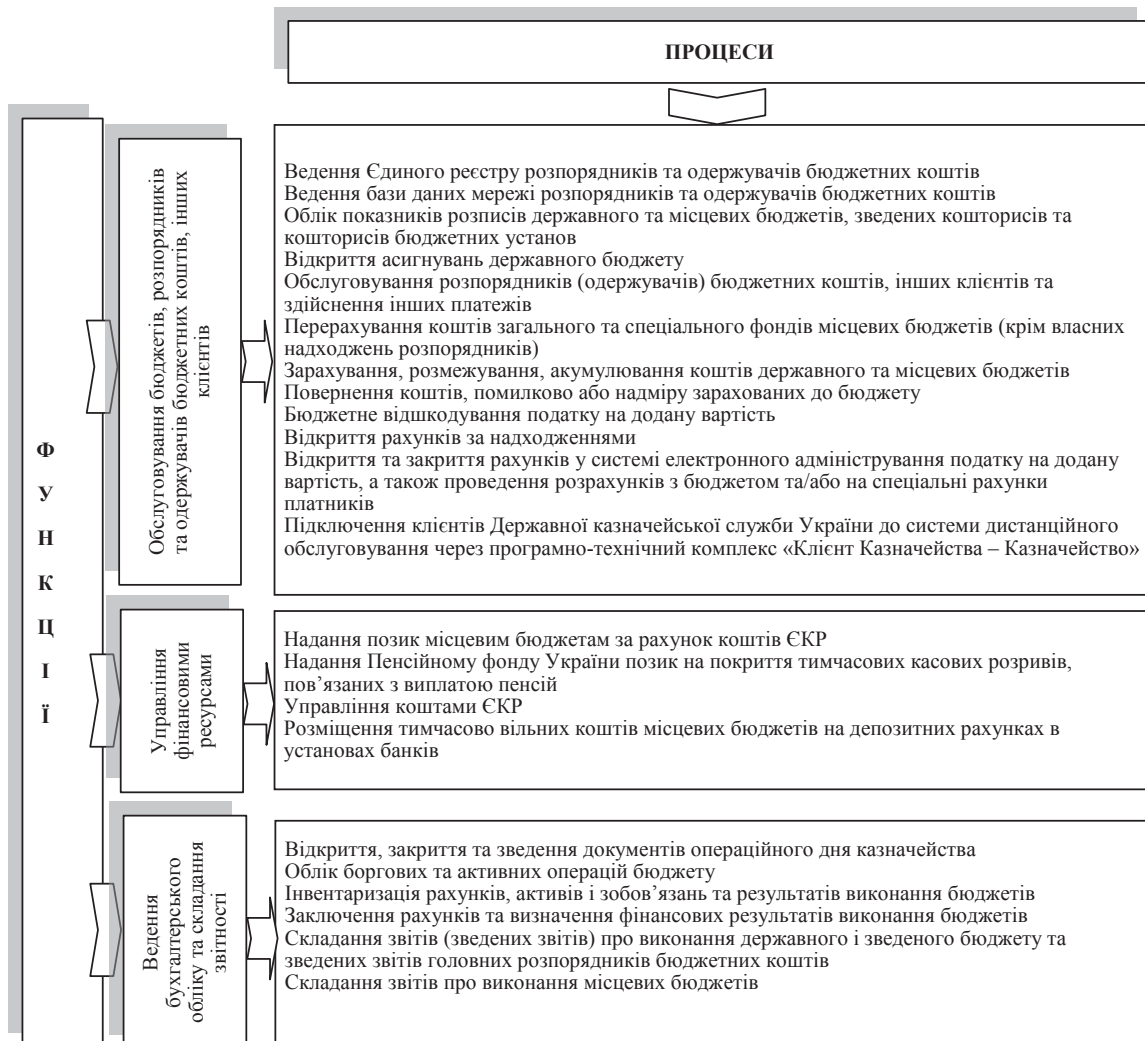 ПРОЦЕСИ
Ф
У
Н
К
Ц
І
Ї
Обслуговування бюджетів, розпорядників
та одержувачів бюджетних коштів, інших
клієнтів
Ведення Єдиного реєстру розпорядників та одержувачів бюджетних коштів
Ведення бази даних мережі розпорядників та одержувачів бюджетних коштів
Облік показників розписів державного та місцевих бюджетів, зведених кошторисів та
кошторисів бюджетних установ
Відкриття асигнувань державного бюджету
Обслуговування розпорядників (одержувачів) бюджетних коштів, інших клієнтів та
здійснення інших платежів
Перерахування коштів загального та спеціального фондів місцевих бюджетів (крім власних
надходжень розпорядників)
Зарахування, розмежування, акумулювання коштів державного та місцевих бюджетів
Повернення коштів, помилково або надміру зарахованих до бюджету
Бюджетне відшкодування податку на додану вартість
Відкриття рахунків за надходженнями
Відкриття та закриття рахунків у системі електронного адміністрування податку на додану
вартість, а також проведення розрахунків з бюджетом та/або на спеціальні рахунки
платників
Підключення клієнтів Державної казначейської служби України до системи дистанційного
обслуговування через програмно-технічний комплекс «Клієнт Казначейства – Казначейство»
Управління
фінансовими
ресурсами
Надання позик місцевим бюджетам за рахунок коштів ЄКР
Надання Пенсійному фонду України позик на покриття тимчасових касових розривів,
пов’язаних з виплатою пенсій
Управління коштами ЄКР
Розміщення тимчасово вільних коштів місцевих бюджетів на депозитних рахунках в
установах банків
Ведення
бухгалтерського
обліку та складання
звітності
Відкриття, закриття та зведення документів операційного дня казначейства
Облік боргових та активних операцій бюджету
Інвентаризація рахунків, активів і зобов’язань та результатів виконання бюджетів
Заключення рахунків та визначення фінансових результатів виконання бюджетів
Складання звітів (зведених звітів) про виконання державного і зведеного бюджету та
зведених звітів головних розпорядників бюджетних коштів
Складання звітів про виконання місцевих бюджетів